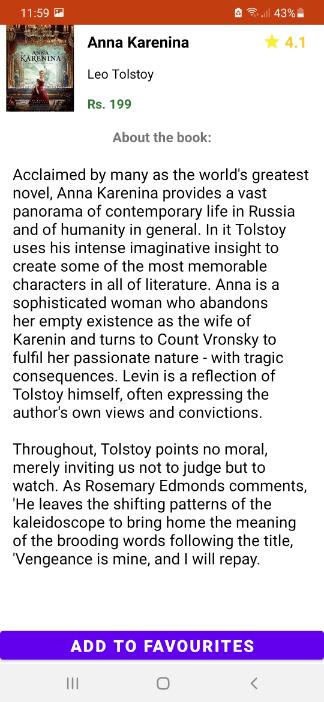 11:59
43%
ANNA
KARENINA
Anna Karenina
4.1
Leo Tolstoy
Rs. 199
About the book:
Acclaimed by many as the world's greatest
novel, Anna Karenina provides a vast
panorama of contemporary life in Russia
and of humanity in general. In it Tolstoy
uses his intense imaginative insight to
create some of the most memorable
characters in all of literature. Anna is a
sophisticated woman who abandons
her empty existence as the wife of
Karenin and turns to Count Vronsky to
fulfil her passionate nature - with tragic
consequences. Levin is a reflection of
Tolstoy himself, often expressing the
author's own views and convictions.
Throughout, Tolstoy points no moral,
merely inviting us not to judge but to
watch. As Rosemary Edmonds comments,
'He leaves the shifting patterns of the
kaleidoscope to bring home the meaning
of the brooding words following the title,
'Vengeance is mine, and I will repay.
ADD TO FAVOURITES